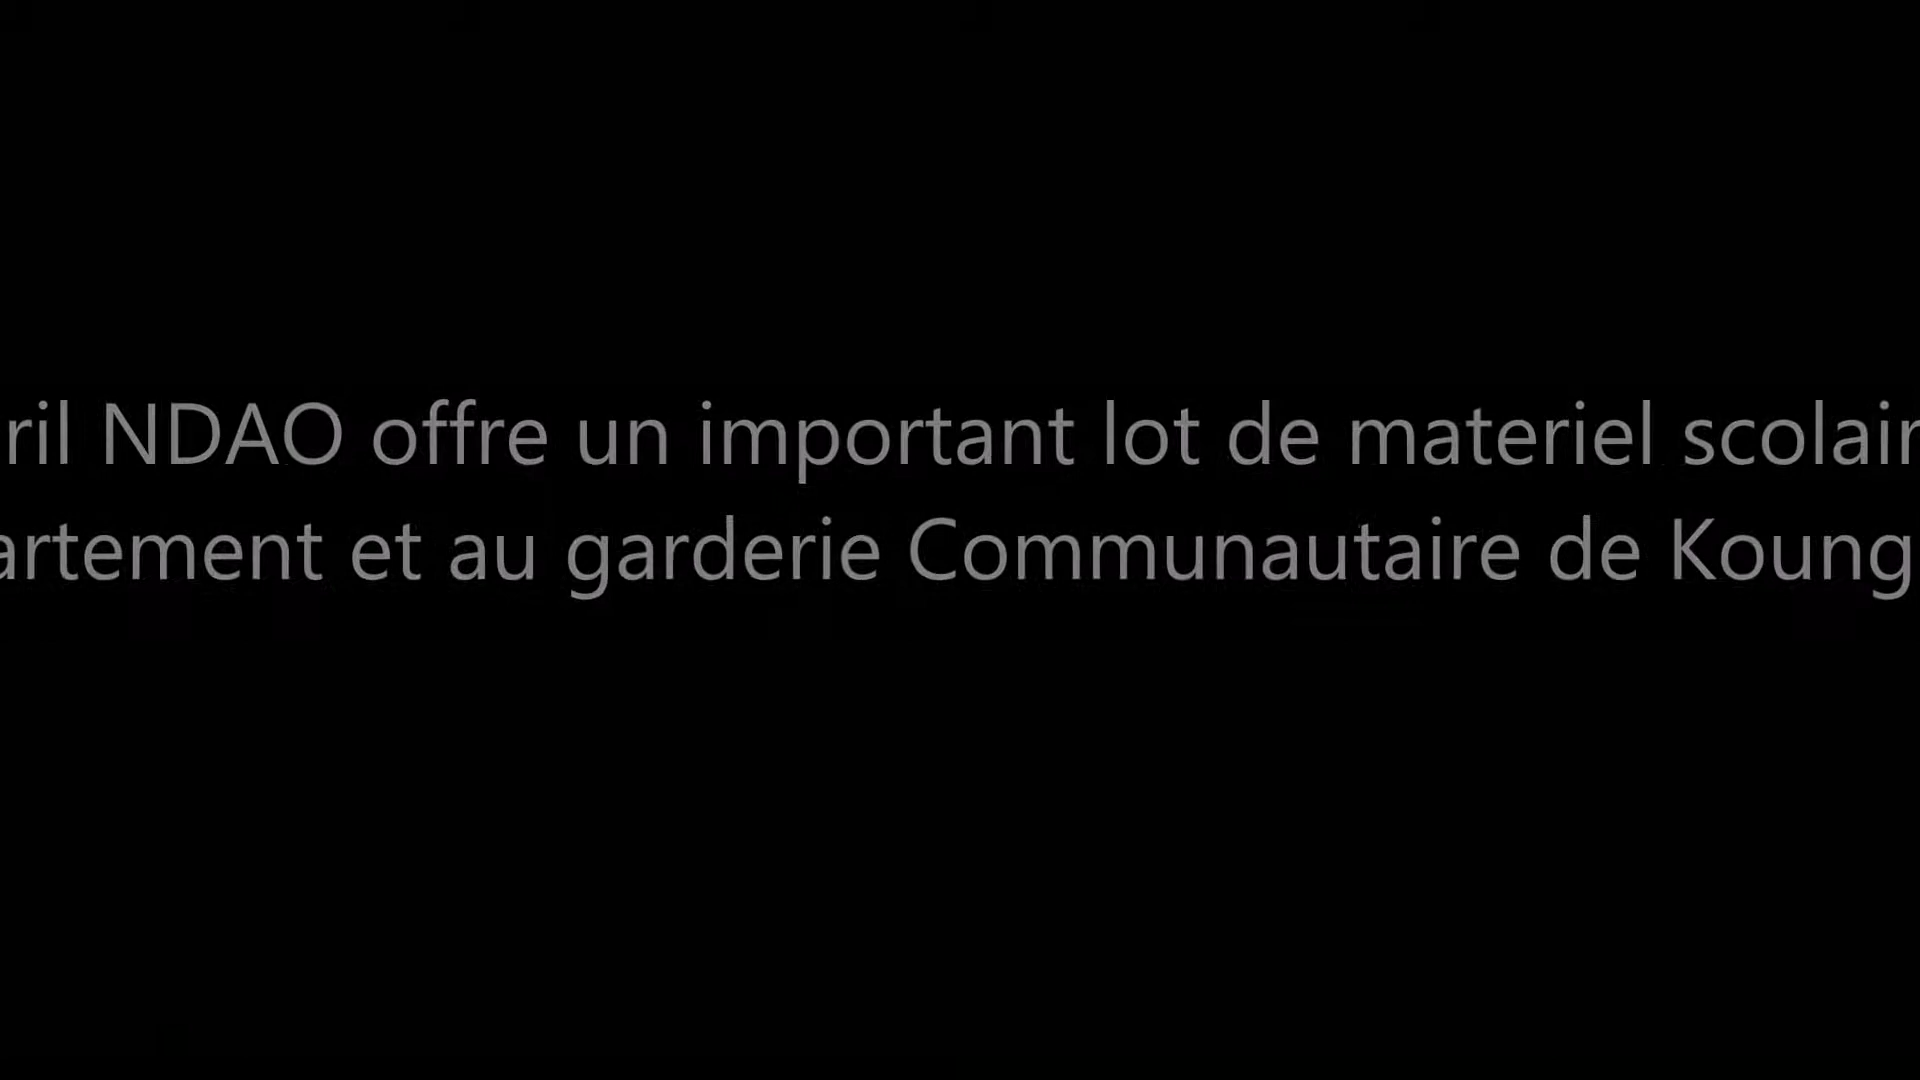 ril NDAO offre un important lot de materiel scolair
artement et au garderie Communautaire de Koung